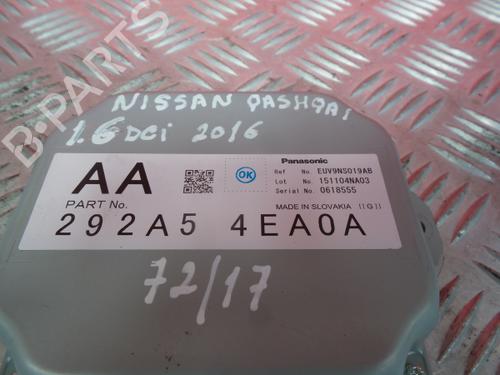 NISSAN QASHQAI
1.6 DCi 2016
B-PARTS
AA
OK
Panasonic
Ref No. EUV9NS019AB
Lot No. 151104NA03
Serial No. 0618555
PART No.
MADE IN SLOVAKIA ((G))
292A5 4EA0A
72/17